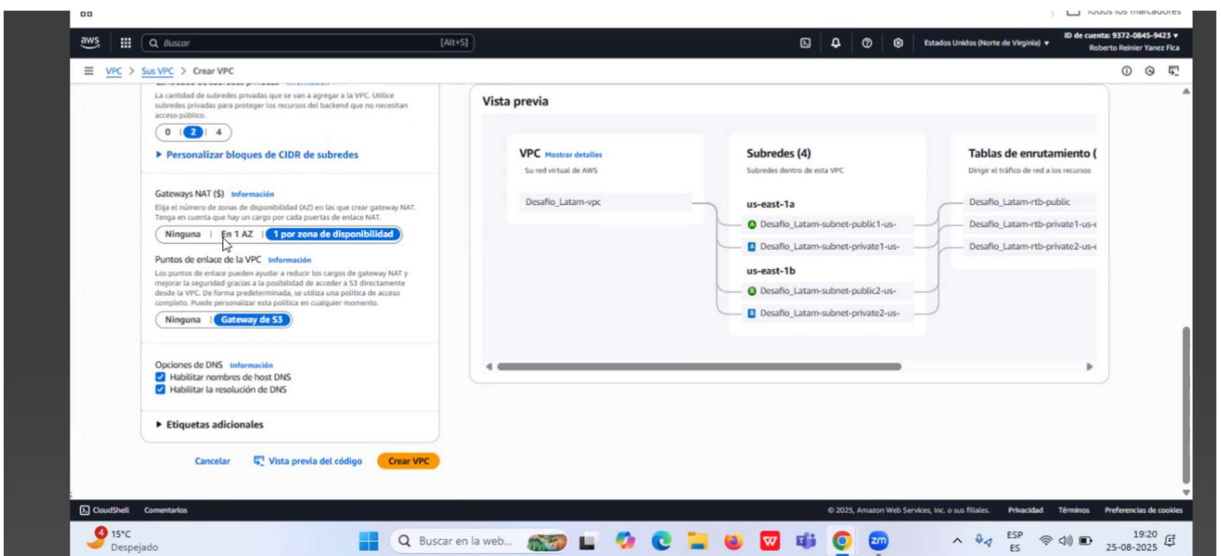 Todos los marcadores
aws
Buscar
[Alt+S]
Estados Unidos (Norte de Virginia)
ID de cuenta: 9372-0845-9423
Roberto Reinier Yanez Fica
VPC > Sus VPC > Crear VPC
La cantidad de subredes privadas que se van a agregar a la VPC. Utilice
subredes privadas para proteger los recursos del backend que no necesitan
acceso público.
0 | 2 | 4
Personalizar bloques de CIDR de subredes
Gateways NAT ($) Información
Elija el número de zonas de disponibilidad (AZ) en las que crear gateway NAT.
Tenga en cuenta que hay un cargo por cada puertas de enlace NAT.
Ninguna | En 1 AZ | 1 por zona de disponibilidad
Puntos de enlace de la VPC Información
Los puntos de enlace pueden ayudar a reducir los cargos de gateway NAT y
mejorar la seguridad gracias a la posibilidad de acceder a S3 directamente
desde la VPC. De forma predeterminada, se utiliza una política de acceso
completo. Puede personalizar esta política en cualquier momento.
Ninguna | Gateway de S3
Opciones de DNS Información
Habilitar nombres de host DNS
Habilitar la resolución de DNS
Etiquetas adicionales
Cancelar
Vista previa del código
Crear VPC
Vista previa
VPC Mostrar detalles
Su red virtual de AWS
Desafio_Latam-vpc
Subredes (4)
Subredes dentro de esta VPC
us-east-1a
A Desafio_Latam-subnet-public1-us-
A Desafio_Latam-subnet-private1-us-
us-east-1b
B Desafio_Latam-subnet-public2-us-
B Desafio_Latam-subnet-private2-us-
Tablas de enrutamiento (
Dirigir el tráfico de red a los recursos
Desafio_Latam-rtb-public
Desafio_Latam-rtb-private1-us-e
Desafio_Latam-rtb-private2-us-e
CloudShell
Comentarios
© 2025, Amazon Web Services, Inc. o sus filiales.
Privacidad
Términos
Preferencias de cookies
4
15°C
Despejado
Buscar en la web...
W
zm
ESP
ES
19:20
25-08-2025